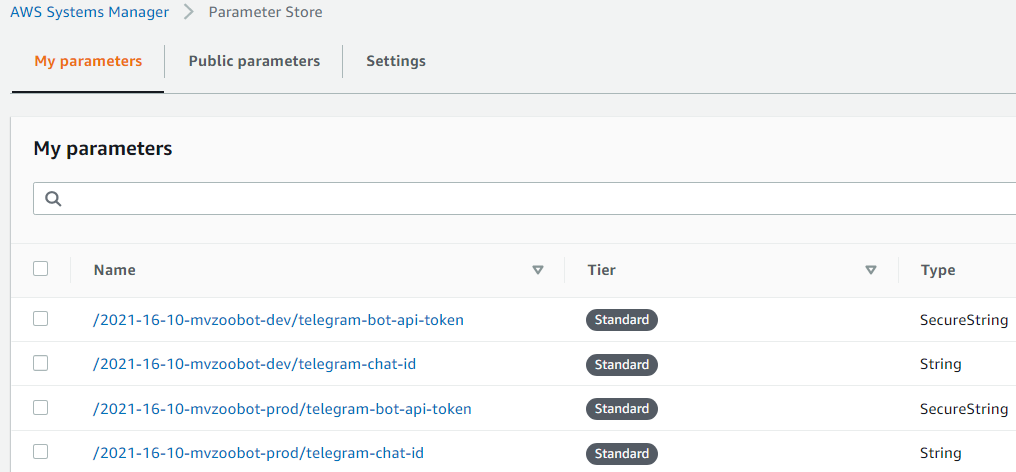 AWS Systems Manager > Parameter Store
My parameters Public parameters Settings
My parameters
Name Tier Type
/2021-16-10-mvzoobot-dev/telegram-bot-api-token Standard SecureString
/2021-16-10-mvzoobot-dev/telegram-chat-id Standard String
/2021-16-10-mvzoobot-prod/telegram-bot-api-token Standard SecureString
/2021-16-10-mvzoobot-prod/telegram-chat-id Standard String